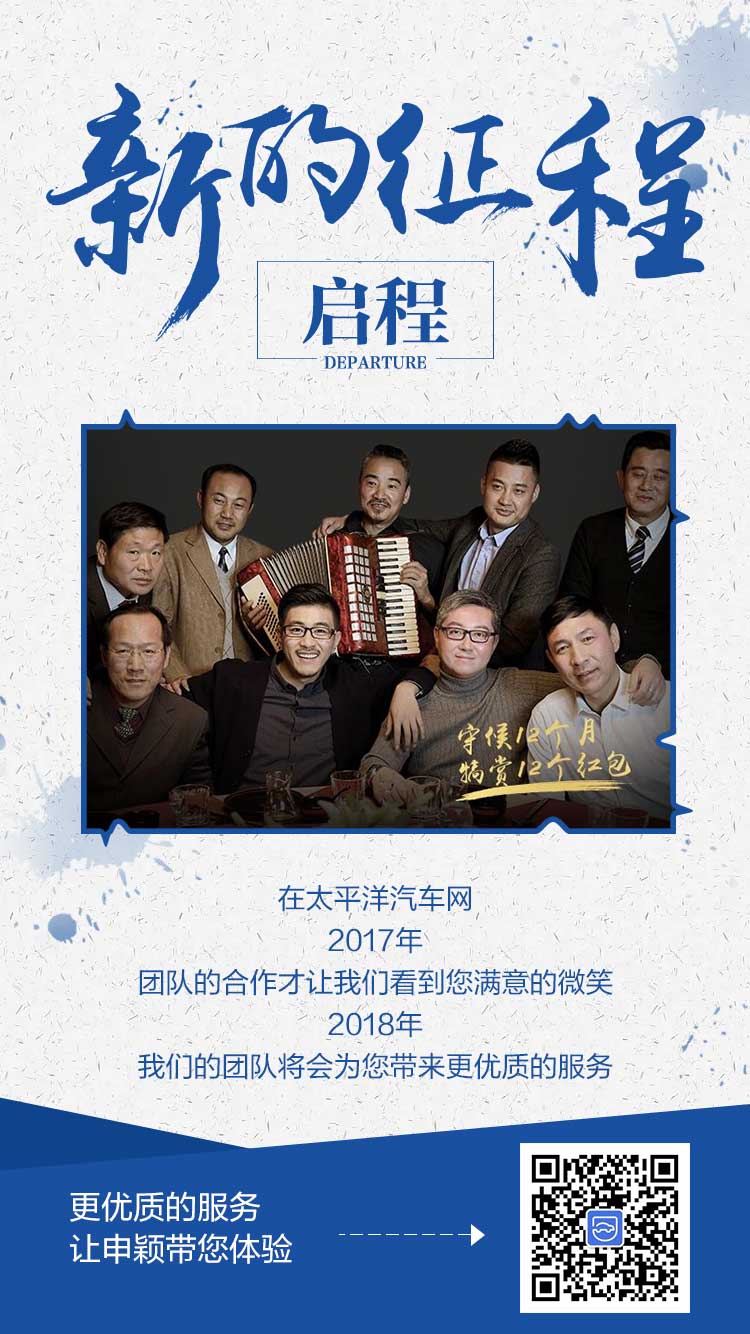 新的征程
启程
DEPARTURE
守侯12个月
犒赏12个红包
在太平洋汽车网
2017年
团队的合作才让我们看到您满意的微笑
2018年
我们的团队将会为您带来更优质的服务
更优质的服务
让申颖带您体验